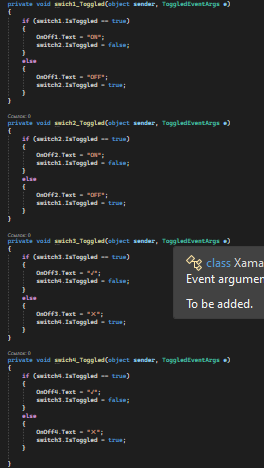 private void swich1_Toggled(object sender, ToggledEventArgs e)
{
if (switch1.IsToggled == true)
{
OnOff1.Text = "ON";
switch2.IsToggled = false;
}
else
{
OnOff1.Text = "OFF";
switch2.IsToggled = true;
}
}
Ссылок: 0
private void swich2_Toggled(object sender, ToggledEventArgs e)
{
if (switch2.IsToggled == true)
{
OnOff2.Text = "ON";
switch1.IsToggled = false;
}
else
{
OnOff2.Text = "OFF";
switch1.IsToggled = true;
}
}
Ссылок: 0
private void swich3_Toggled(object sender, ToggledEventArgs e)
{
if (switch3.IsToggled == true)
{
OnOff3.Text = "✓";
switch4.IsToggled = false;
}
else
{
OnOff3.Text = "✕";
switch4.IsToggled = true;
}
}
class Xama
Event argumen
To be added.
Ссылок: 0
private void swich4_Toggled(object sender, ToggledEventArgs e)
{
if (switch4.IsToggled == true)
{
OnOff4.Text = "✓";
switch3.IsToggled = false;
}
else
{
OnOff4.Text = "✕";
switch3.IsToggled = true;
}
}